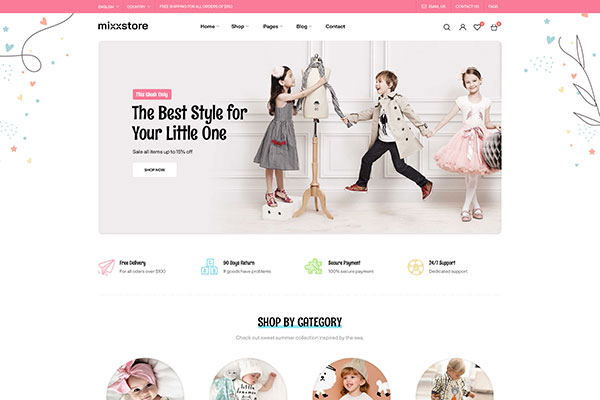 ENGLISH COUNTRY FREE SHIPPING FOR ALL ORDERS OF $150 EMAIL US CONTACT US FAQS
mixxstore Home Shop Pages Blog Contact
This Week Only
The Best Style for
Your Little One
Sale all items up to 15% off
SHOP NOW
Free Delivery 90 Days Return Secure Payment 24/7 Support
For all orders over $100 If goods have problems 100% secure payment Dedicated support
SHOP BY CATEGORY
Check out sweet summer collection inspired by the sea.